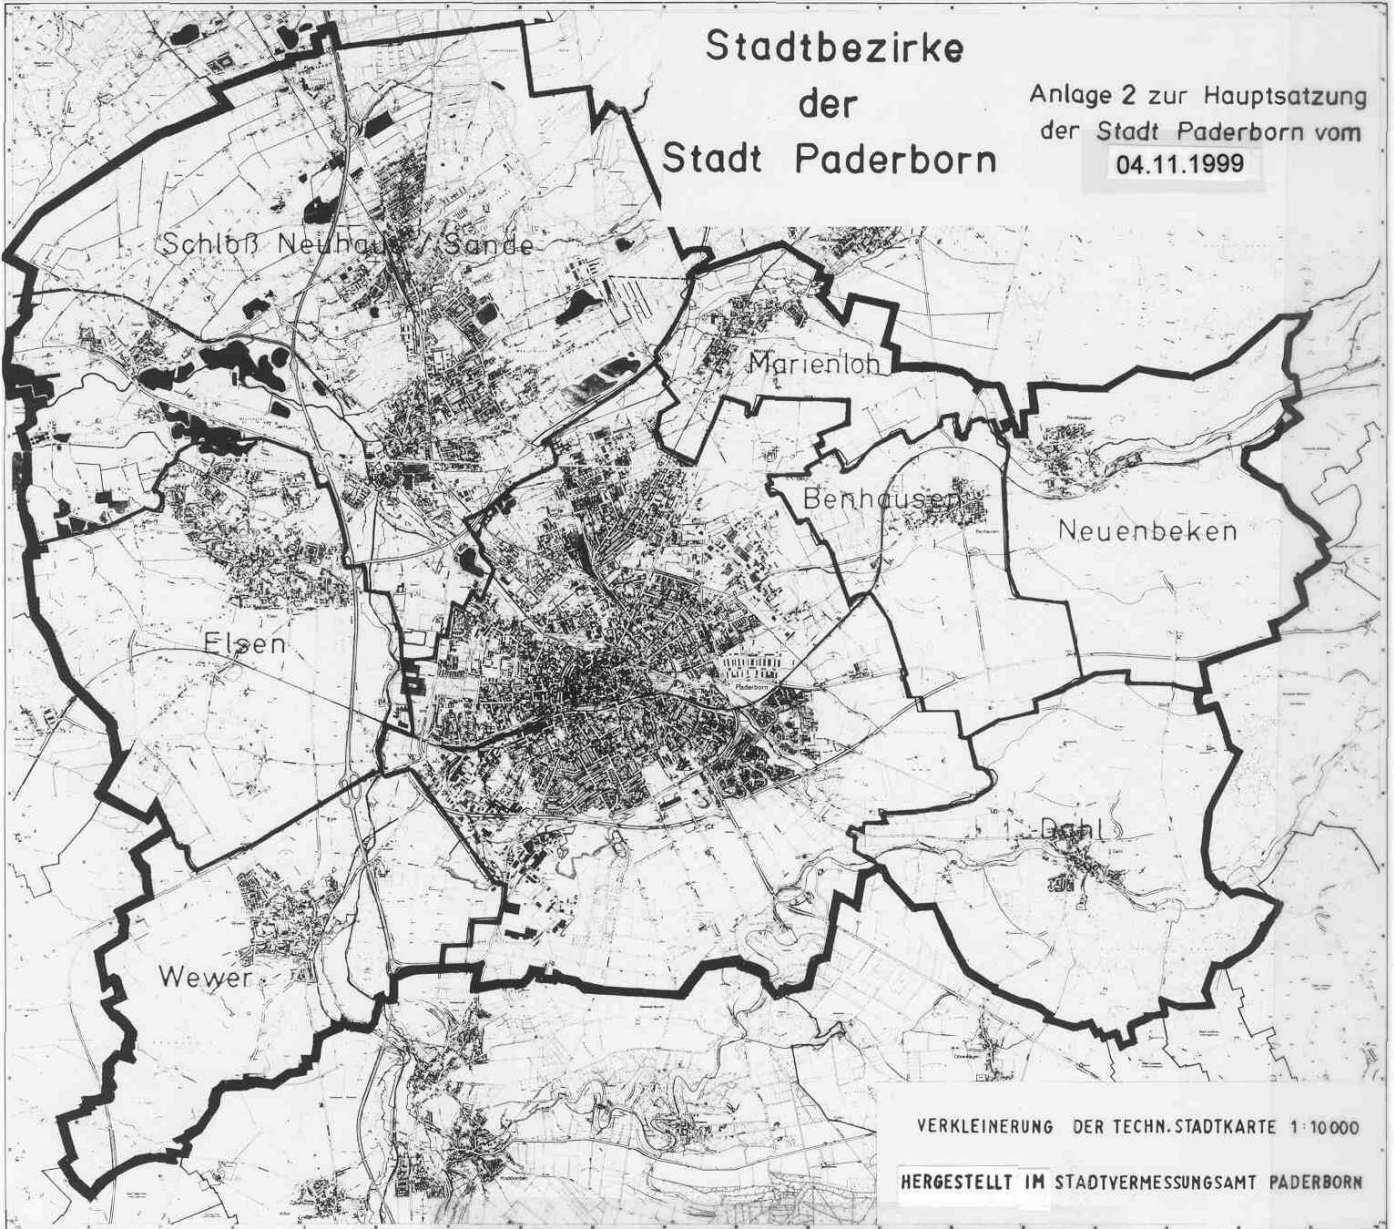 Stadtbezirke
der
Stadt Paderborn
Anlage 2 zur Hauptsatzung
der Stadt Paderborn vom
04.11.1999
Schloß Neuhaus / Sande
Marienloh
Benhausen
Neuenbeken
Elsen
Paderborn
Dahl
Wewer
VERKLEINERUNG DER TECHN. STADTKARTE 1:10000
HERGESTELLT IM STADTVERMESSUNGSAMT PADERBORN